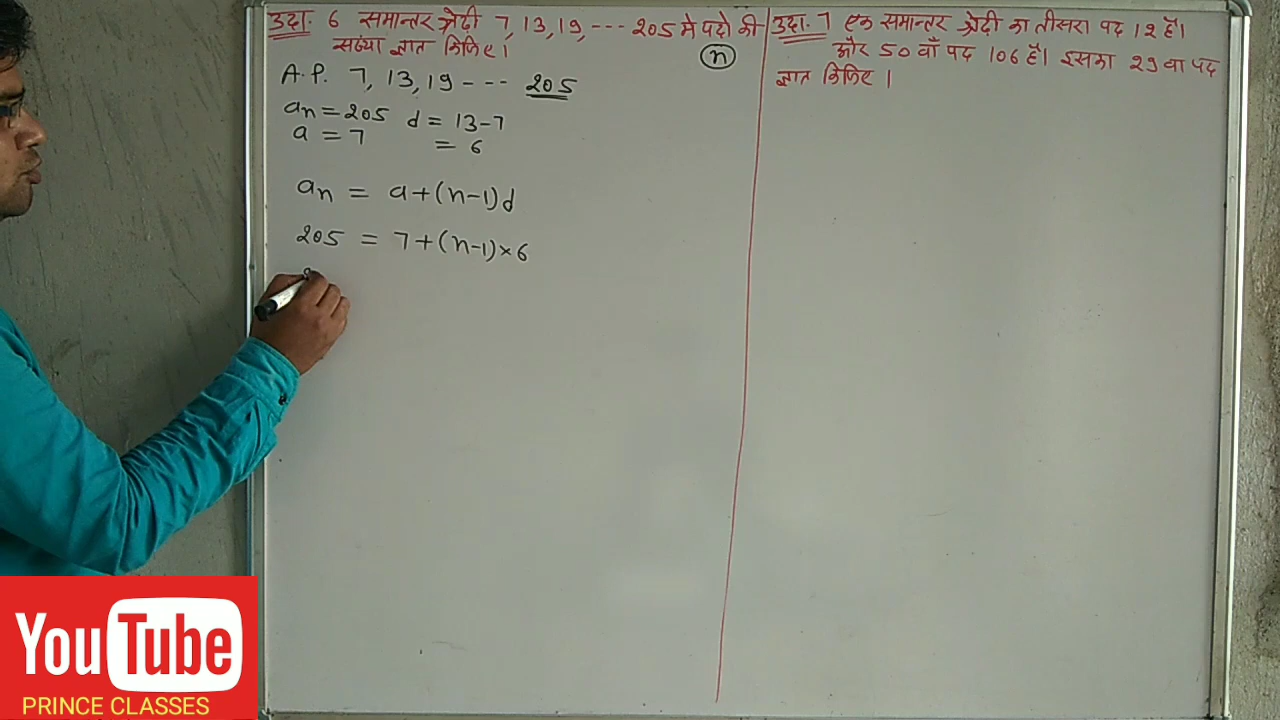 उदा. 6 समान्तर श्रेढी 7, 13, 19, --- 205 मे पदो की
सख्या ज्ञात किजिए।
n
A.P. 7, 13, 19 --- 205
an = 205 d = 13-7
a = 7 = 6
an = a+(n-1)d
205 = 7+(n-1)×6
उदा. 7 एक समान्तर श्रेढी का तीसरा पद 12 है।
और 50 वाँ पद 106 है। इसका 29 वा पद
ज्ञात किजिए।
YouTube
PRINCE CLASSES